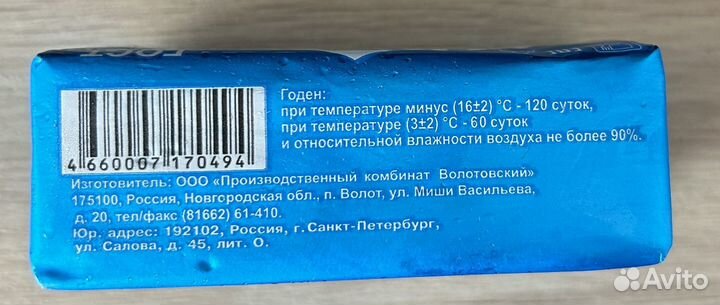 ГОСТ
Годен:
при температуре минус (16±2) °С - 120 суток,
при температуре (3±2) °С - 60 суток
и относительной влажности воздуха не более 90%.
4 660007 170494
Изготовитель: ООО «Производственный комбинат Волотовский»
175100, Россия, Новгородская обл., п. Волот, ул. Миши Васильева,
д. 20, тел/факс (81662) 61-410.
Юр. адрес: 192102, Россия, г. Санкт-Петербург,
ул. Салова, д. 45, лит. О.
Avito